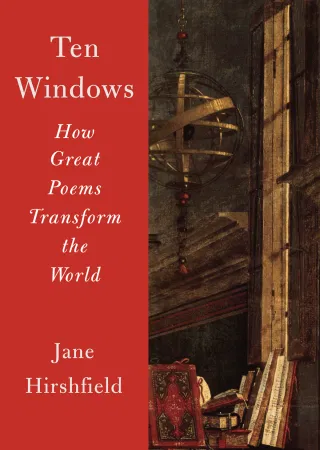 Ten
Windows
How
Great
Poems
Transform
the
World
Jane
Hirshfield